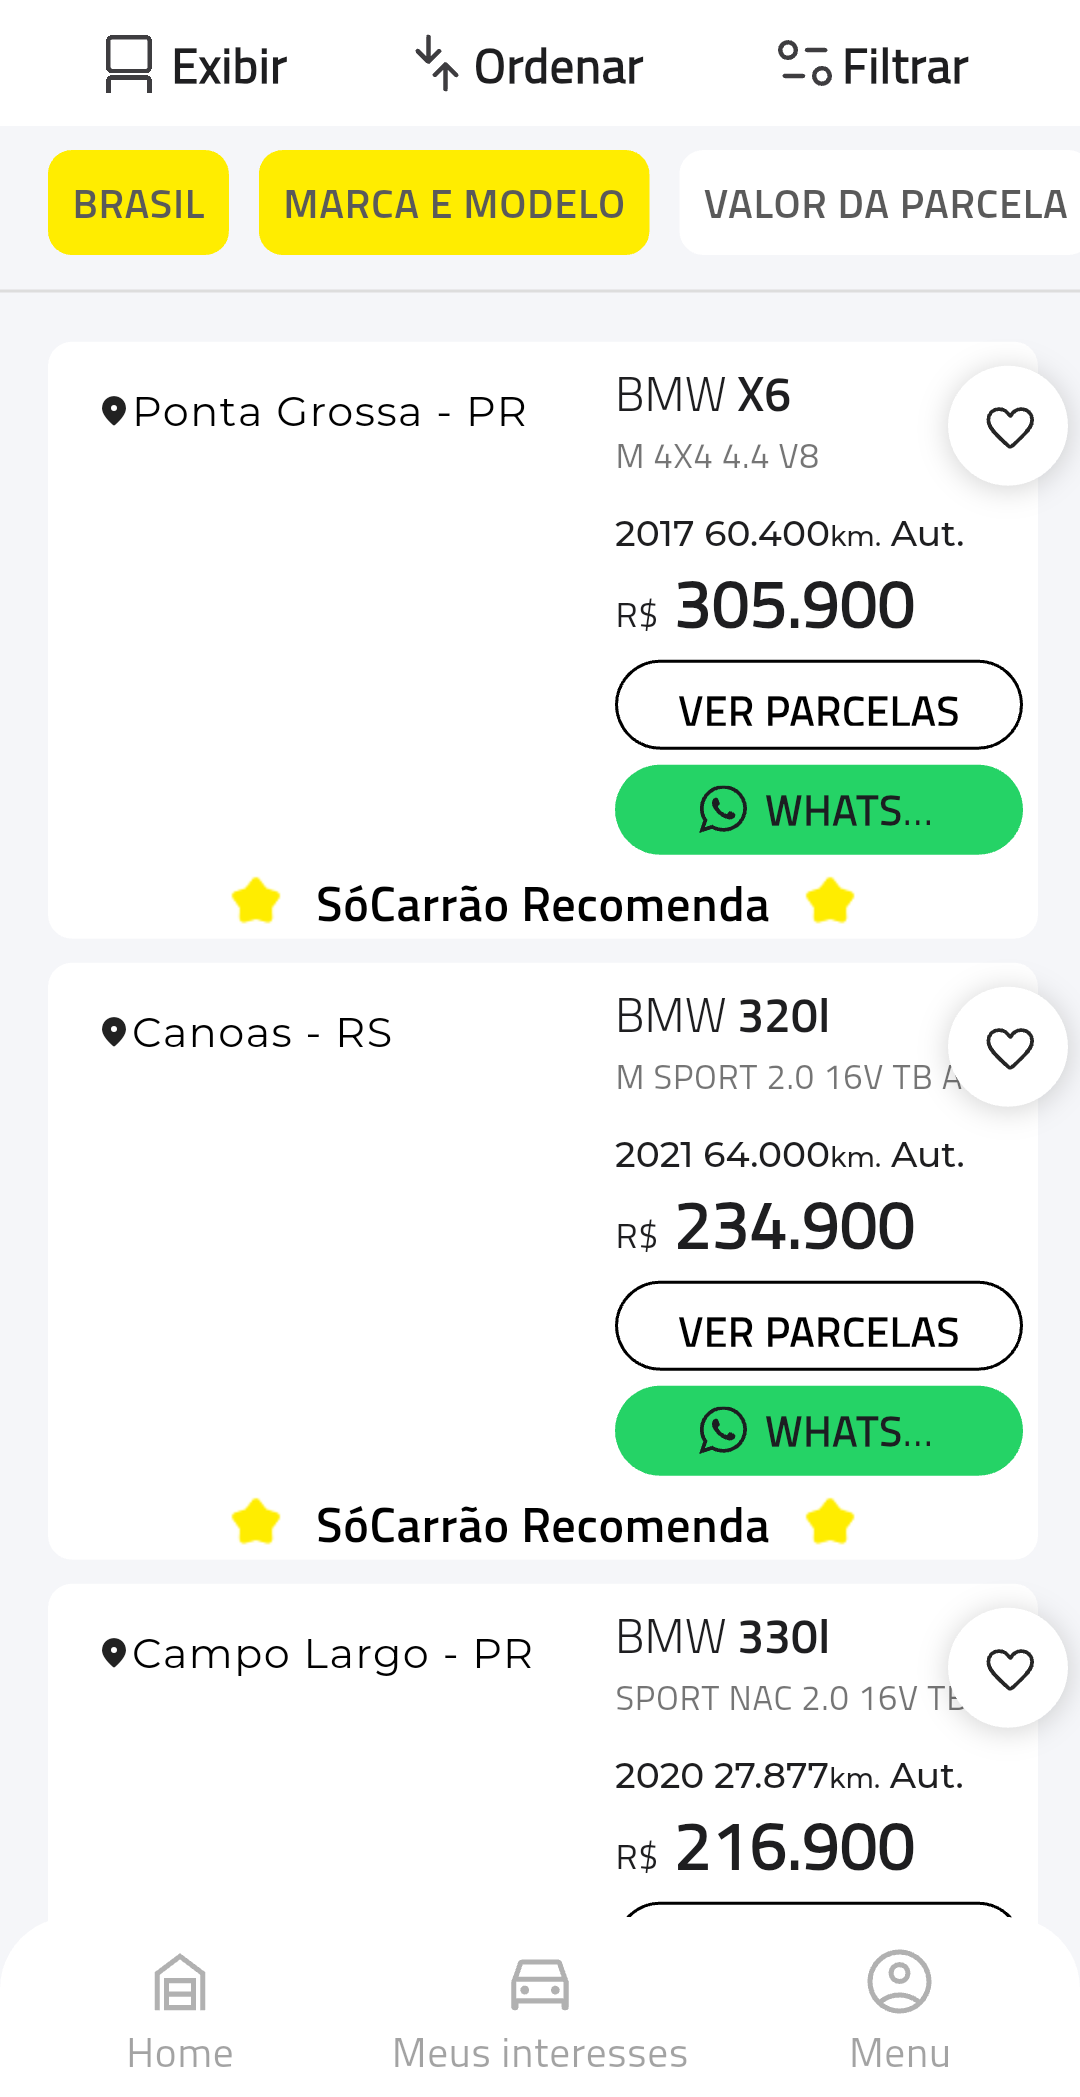 Exibir
Ordenar
Filtrar
BRASIL
MARCA E MODELO
VALOR DA PARCELA
Ponta Grossa - PR
BMW X6
M 4X4 4.4 V8
2017 60.400km. Aut.
R$ 305.900
VER PARCELAS
WHATS...
SóCarrão Recomenda
Canoas - RS
BMW 320I
M SPORT 2.0 16V TB A
2021 64.000km. Aut.
R$ 234.900
VER PARCELAS
WHATS...
SóCarrão Recomenda
Campo Largo - PR
BMW 330I
SPORT NAC 2.0 16V TB
2020 27.877km. Aut.
R$ 216.900
Home
Meus interesses
Menu